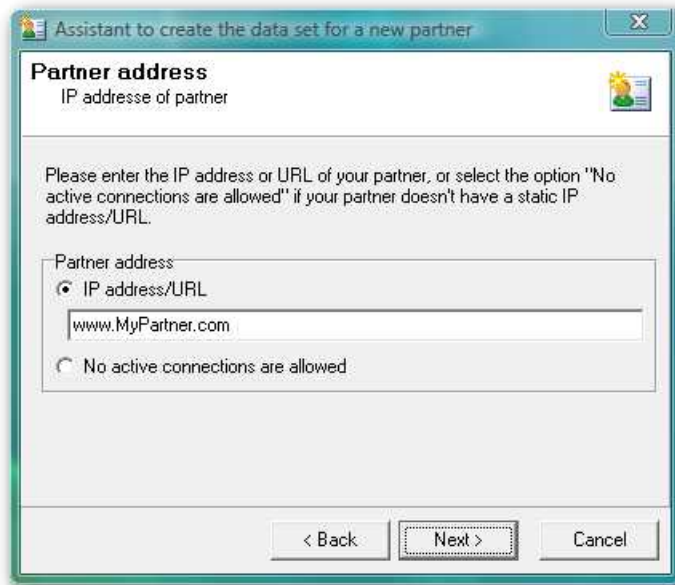 Assistant to create the data set for a new partner
Partner address
IP addresse of partner
Please enter the IP address or URL of your partner, or select the option "No
active connections are allowed" if your partner doesn't have a static IP
address/URL.
Partner address
IP address/URL
www.MyPartner.com
No active connections are allowed
< Back Next > Cancel